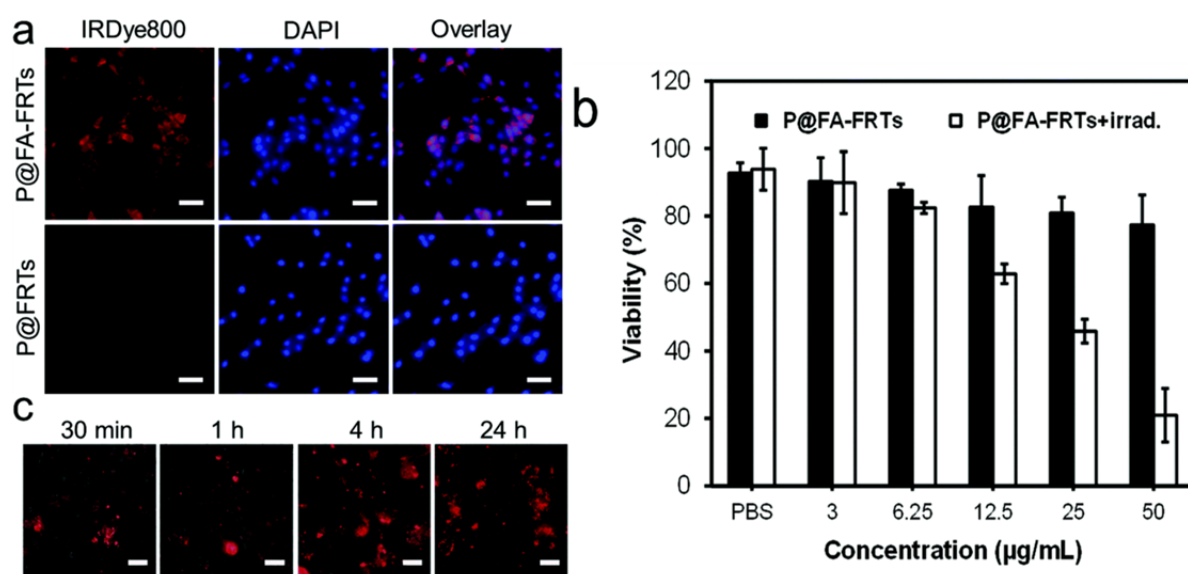 a
IRDye800 DAPI Overlay
P@FA-FRTs
P@FRTs
c
30 min 1 h 4 h 24 h
b
P@FA-FRTs P@FA-FRTs+irrad.
Viability (%)
120
100
80
60
40
20
0
PBS 3 6.25 12.5 25 50
Concentration (µg/mL)